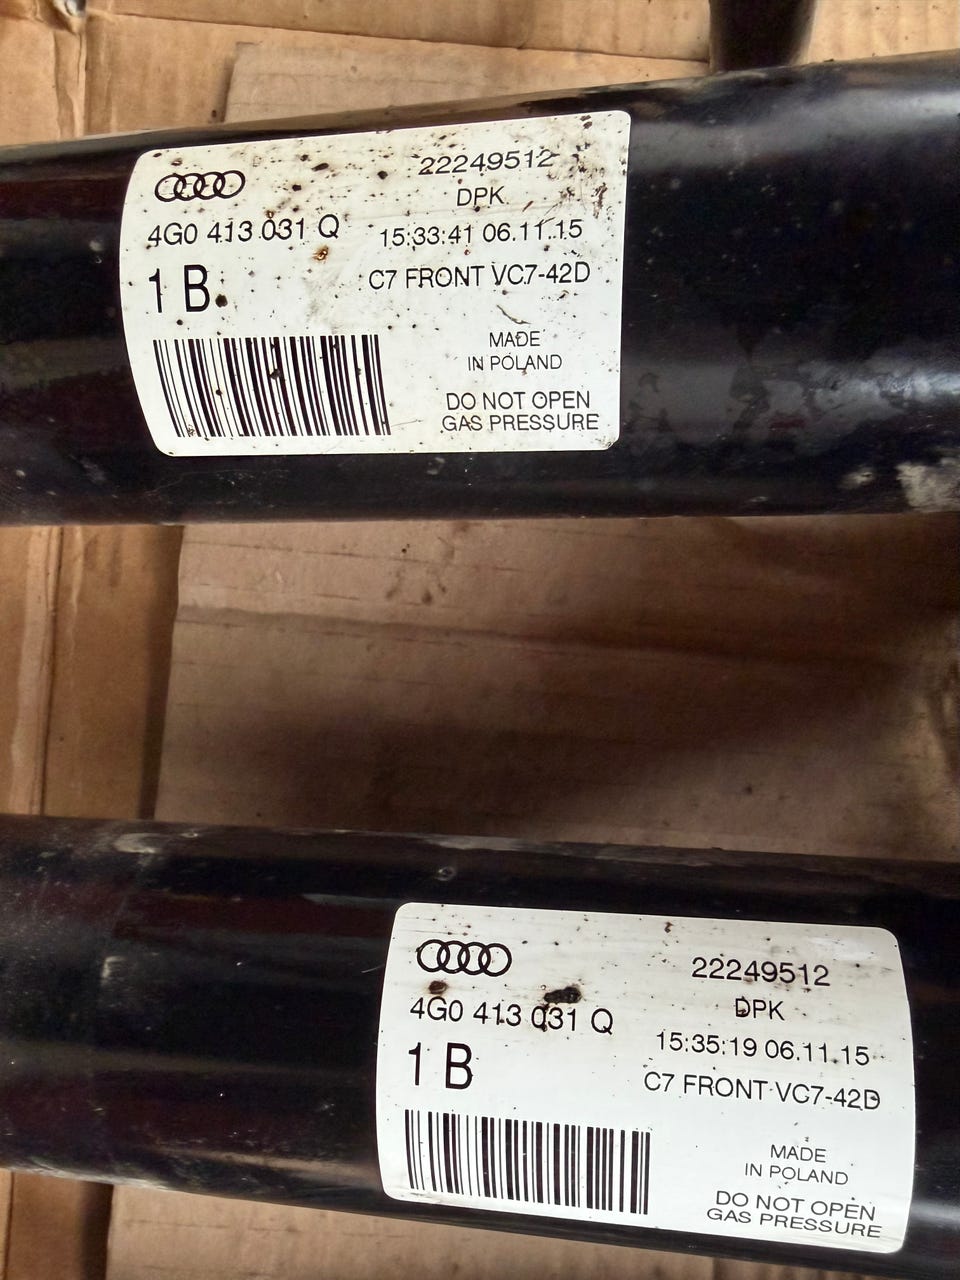 22249512
DPK
4G0 413 031 Q
15:33:41 06.11.15
1 B
C7 FRONT VC7-42D
MADE
IN POLAND
DO NOT OPEN
GAS PRESSURE
22249512
DPK
4G0 413 031 Q
15:35:19 06.11.15
1 B
C7 FRONT VC7-42D
MADE
IN POLAND
DO NOT OPEN
GAS PRESSURE